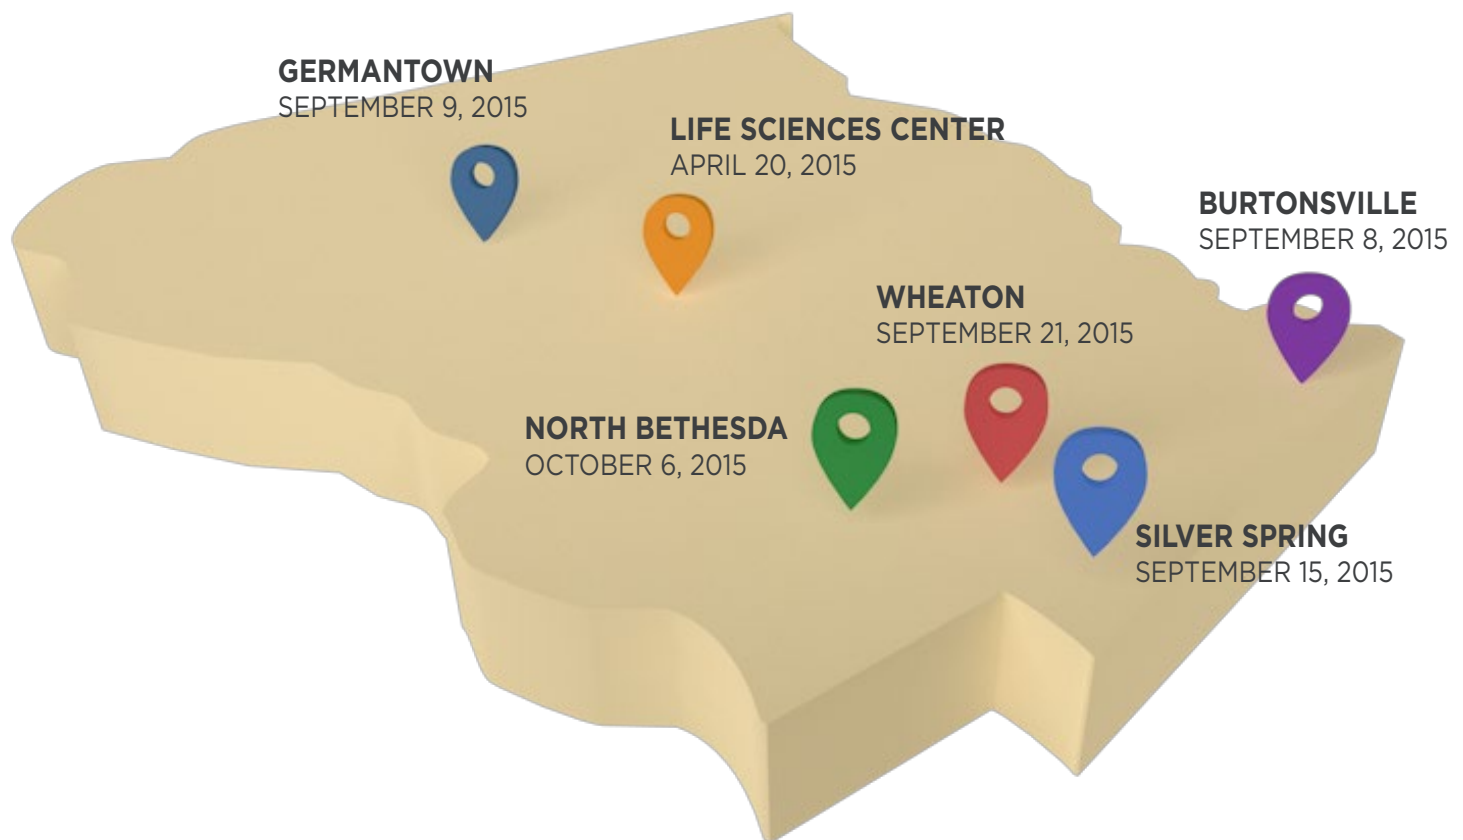 GERMANTOWN
SEPTEMBER 9, 2015
LIFE SCIENCES CENTER
APRIL 20, 2015
BURTONSVILLE
SEPTEMBER 8, 2015
WHEATON
SEPTEMBER 21, 2015
NORTH BETHESDA
OCTOBER 6, 2015
SILVER SPRING
SEPTEMBER 15, 2015